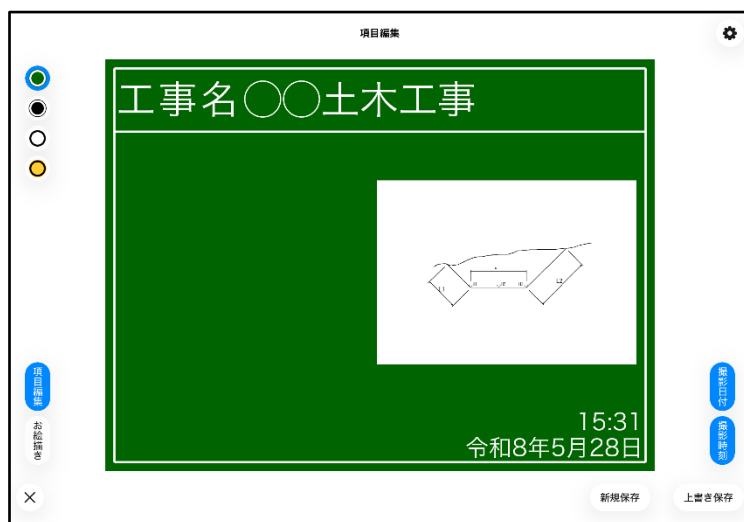 項目編集
工事名○○土木工事
L1
L2
15:31
令和8年5月28日
項目編集
お絵描き
撮影日付
撮影時刻
新規保存
上書き保存